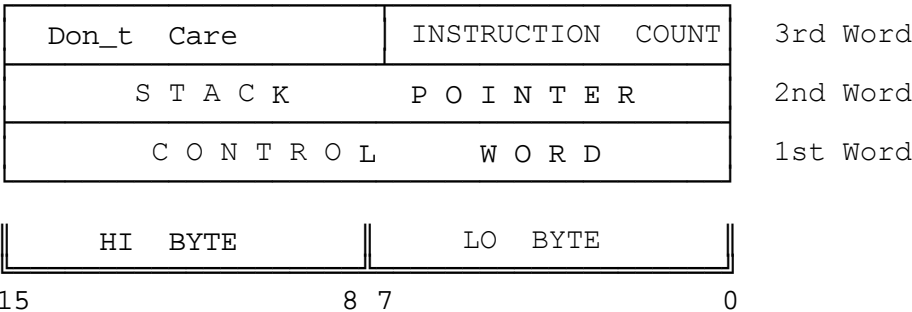 Don_t Care INSTRUCTION COUNT 3rd Word
S T A C K P O I N T E R 2nd Word
C O N T R O L W O R D 1st Word
HI BYTE LO BYTE
15 8 7 0